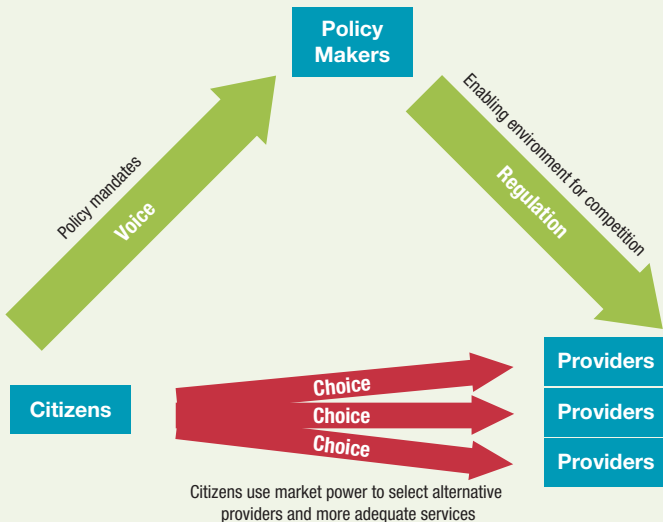 Policy
Makers
Policy mandates
Voice
Enabling environment for competition
Regulation
Citizens
Choice
Choice
Choice
Providers
Providers
Providers
Citizens use market power to select alternative
providers and more adequate services